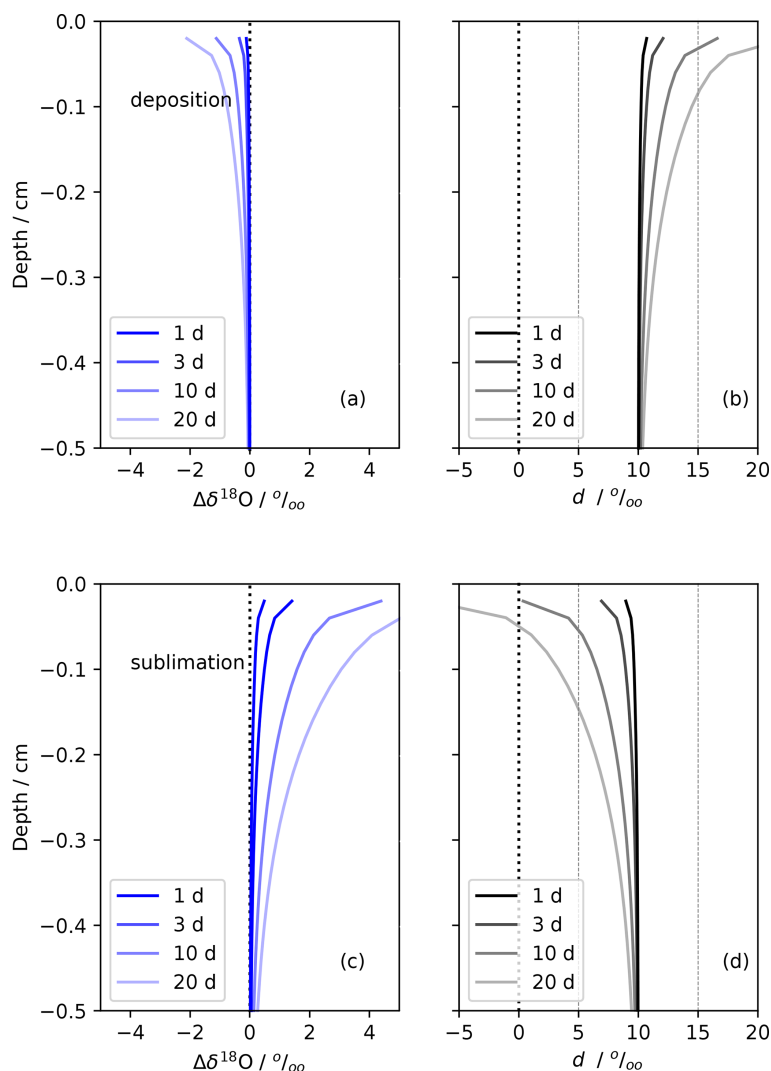 0.0
−0.1
−0.2
−0.3
−0.4
−0.5
Depth / cm
deposition
1 d
3 d
10 d
20 d
(a)
−4 −2 0 2 4
Δδ¹⁸O / ᵒ/ₒₒ
1 d
3 d
10 d
20 d
(b)
−5 0 5 10 15 20
d / ᵒ/ₒₒ
0.0
−0.1
−0.2
−0.3
−0.4
−0.5
Depth / cm
sublimation
1 d
3 d
10 d
20 d
(c)
−4 −2 0 2 4
Δδ¹⁸O / ᵒ/ₒₒ
1 d
3 d
10 d
20 d
(d)
−5 0 5 10 15 20
d / ᵒ/ₒₒ